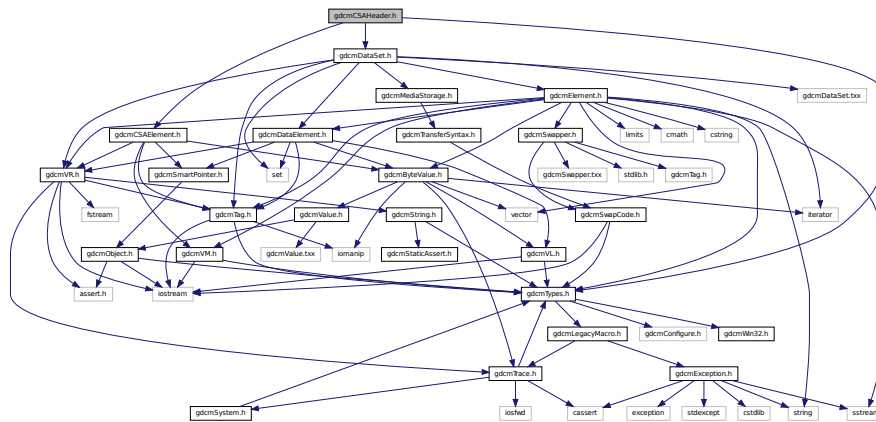 gdcmCSAHeader.h
gdcmDataSet.h
gdcmMediaStorage.h
gdcmElement.h
gdcmDataSet.txx
gdcmCSAElement.h
gdcmDataElement.h
gdcmTransferSyntax.h
gdcmSwapper.h
limits
cmath
cstring
gdcmVR.h
gdcmSmartPointer.h
set
gdcmByteValue.h
gdcmSwapper.txx
stdlib.h
gdcmTag.h
fstream
gdcmTag.h
gdcmValue.h
gdcmString.h
vector
gdcmSwapCode.h
iterator
gdcmObject.h
gdcmVM.h
gdcmValue.txx
iomanip
gdcmStaticAssert.h
gdcmVL.h
assert.h
iostream
gdcmTypes.h
gdcmLegacyMacro.h
gdcmConfigure.h
gdcmWin32.h
gdcmTrace.h
gdcmException.h
gdcmSystem.h
iosfwd
cassert
exception
stdexcept
cstdlib
string
sstream